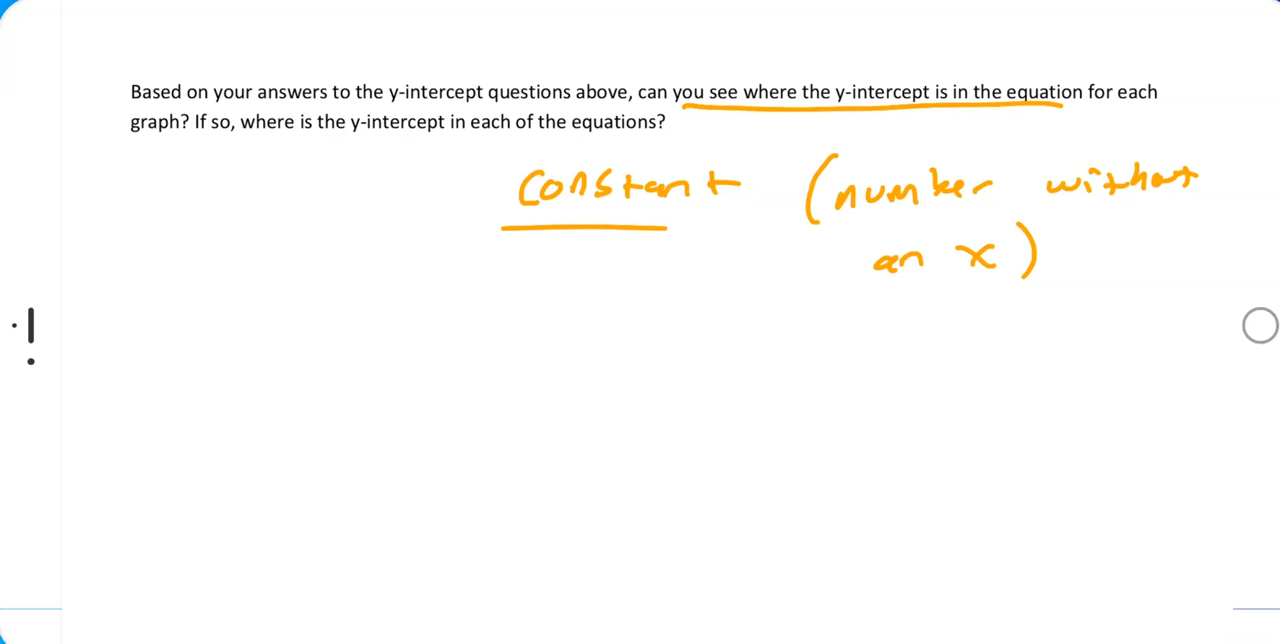 Based on your answers to the y-intercept questions above, can you see where the y-intercept is in the equation for each
graph? If so, where is the y-intercept in each of the equations?
constant (number without
an x)